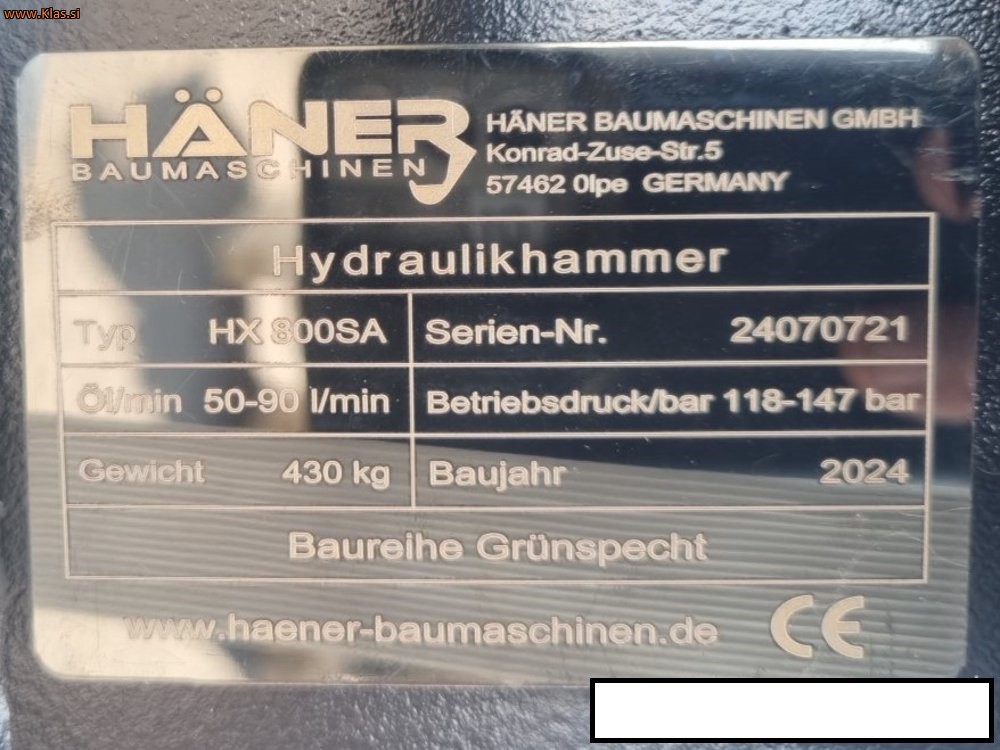 www.Klas.si
HÄNER
BAUMASCHINEN
HÄNER BAUMASCHINEN GMBH
Konrad-Zuse-Str.5
57462 Olpe GERMANY
Hydraulikhammer
Typ HX 800SA Serien-Nr. 24070721
Öl/min 50-90 l/min Betriebsdruck/bar 118-147 bar
Gewicht 430 kg Baujahr 2024
Baureihe Grünspecht
www.haener-baumaschinen.de
CE